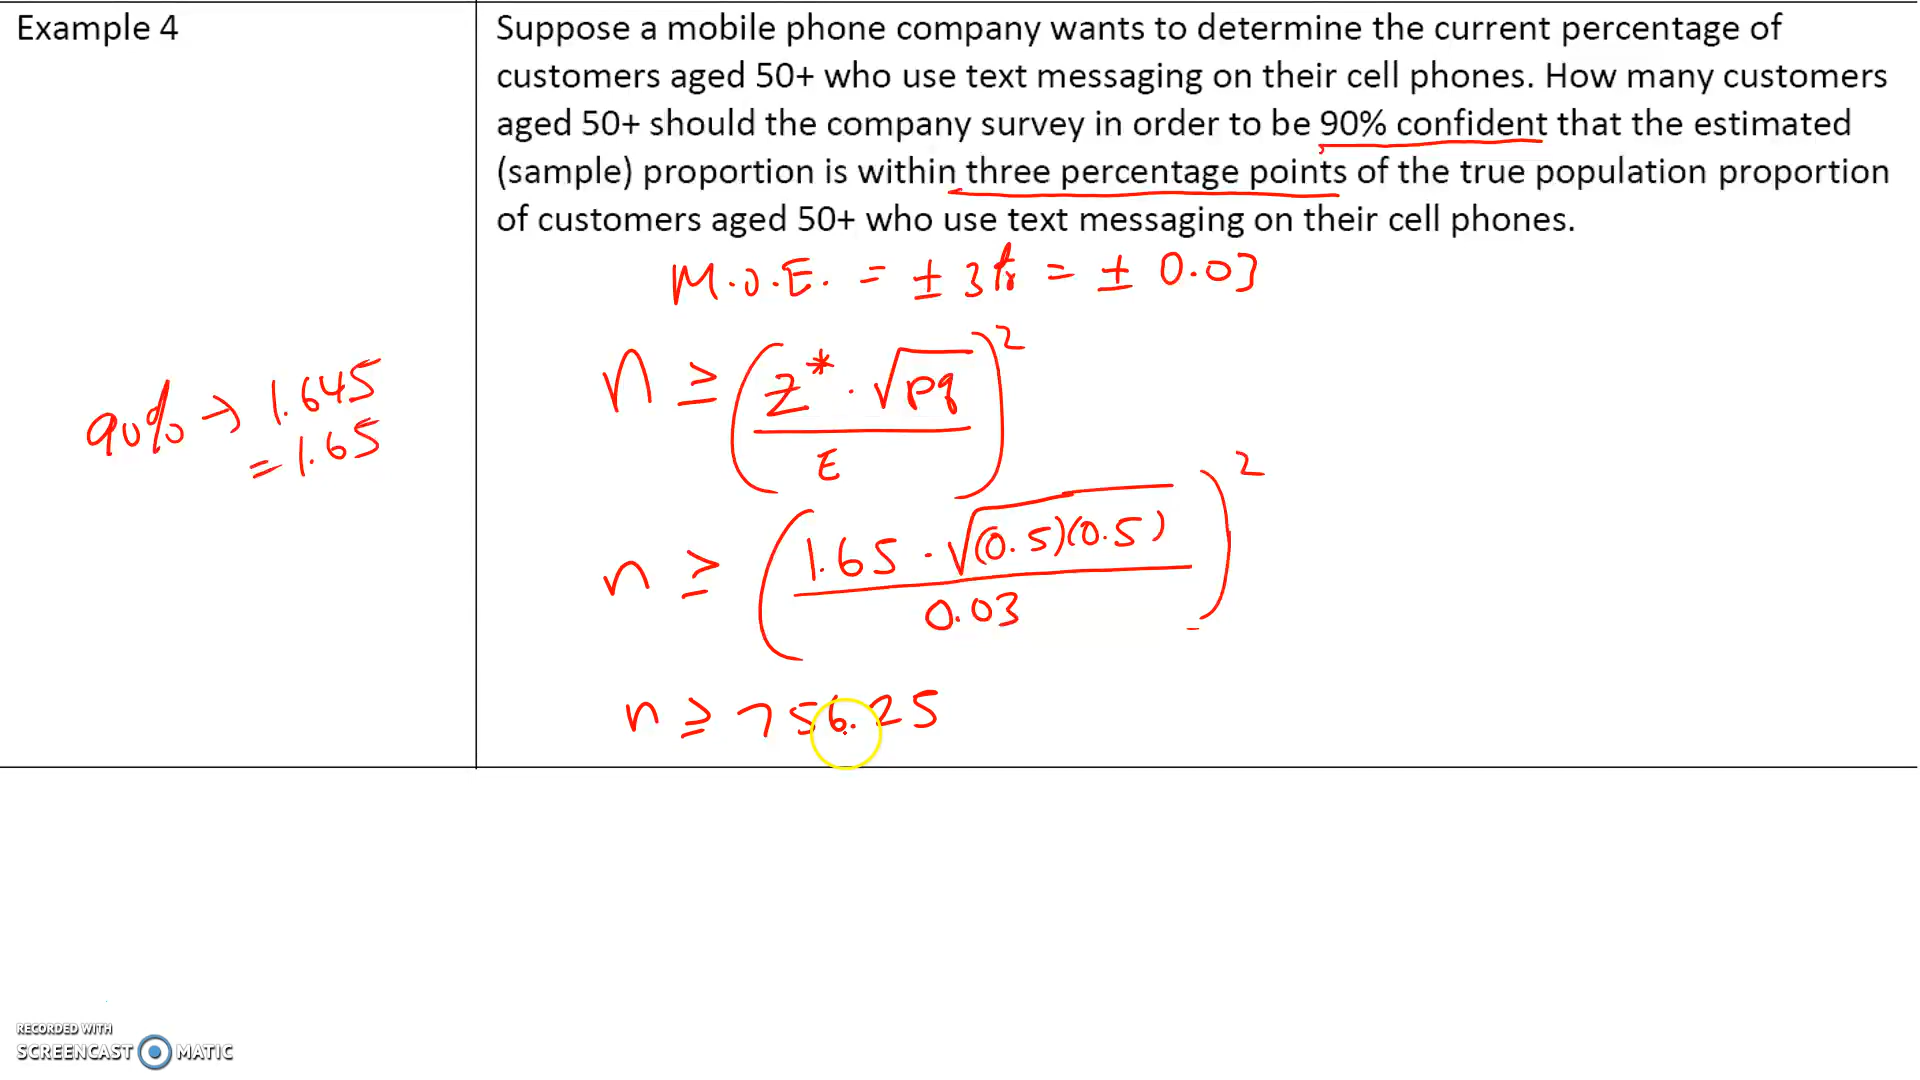 Example 4
Suppose a mobile phone company wants to determine the current percentage of
customers aged 50+ who use text messaging on their cell phones. How many customers
aged 50+ should the company survey in order to be 90% confident that the estimated
(sample) proportion is within three percentage points of the true population proportion
of customers aged 50+ who use text messaging on their cell phones.
M.O.E. = ± 3% = ± 0.03
n ≥ (z* · √pq / E)²
90% → 1.645
= 1.65
n ≥ (1.65 · √(0.5)(0.5) / 0.03)²
n ≥ 756.25
RECORDED WITH
SCREENCAST MATIC